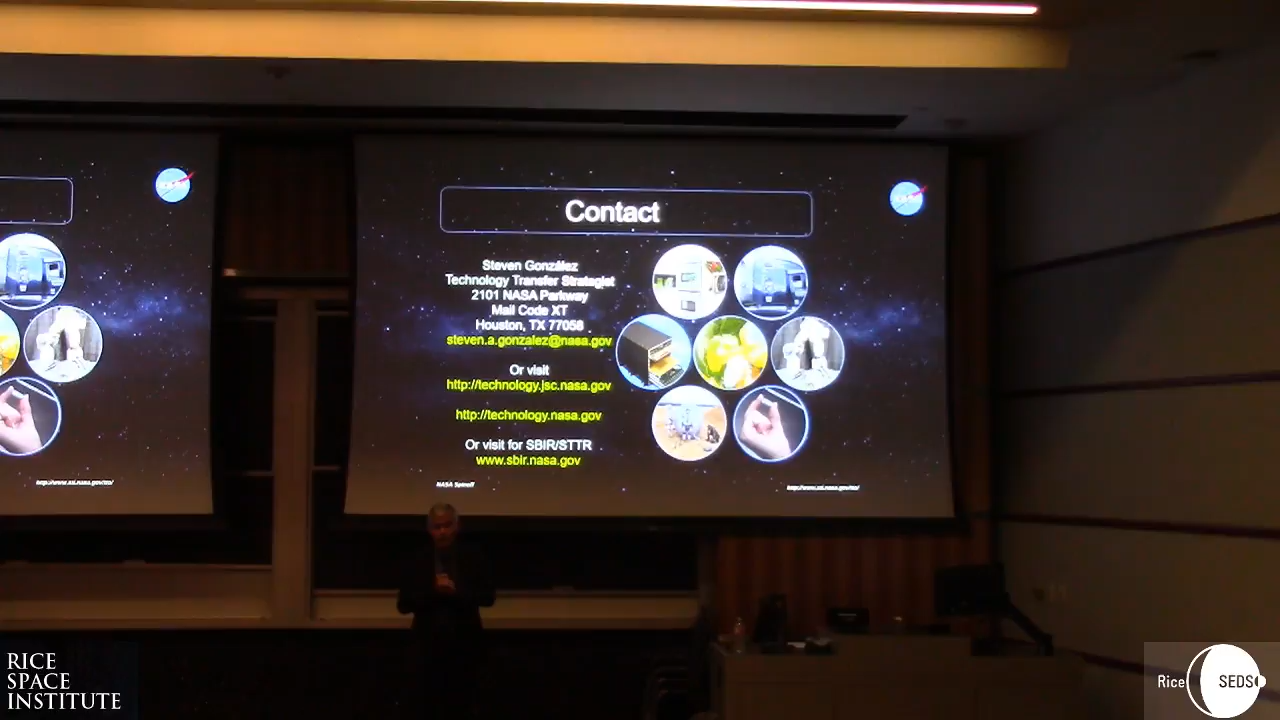 Contact
Steven González
Technology Transfer Strategist
2101 NASA Parkway
Mail Code XT
Houston, TX 77058
steven.a.gonzalez@nasa.gov
Or visit
http://technology.jsc.nasa.gov
http://technology.nasa.gov
Or visit for SBIR/STTR
www.sbir.nasa.gov
NASA Spinoff
RICE
SPACE
INSTITUTE
Rice SEDS